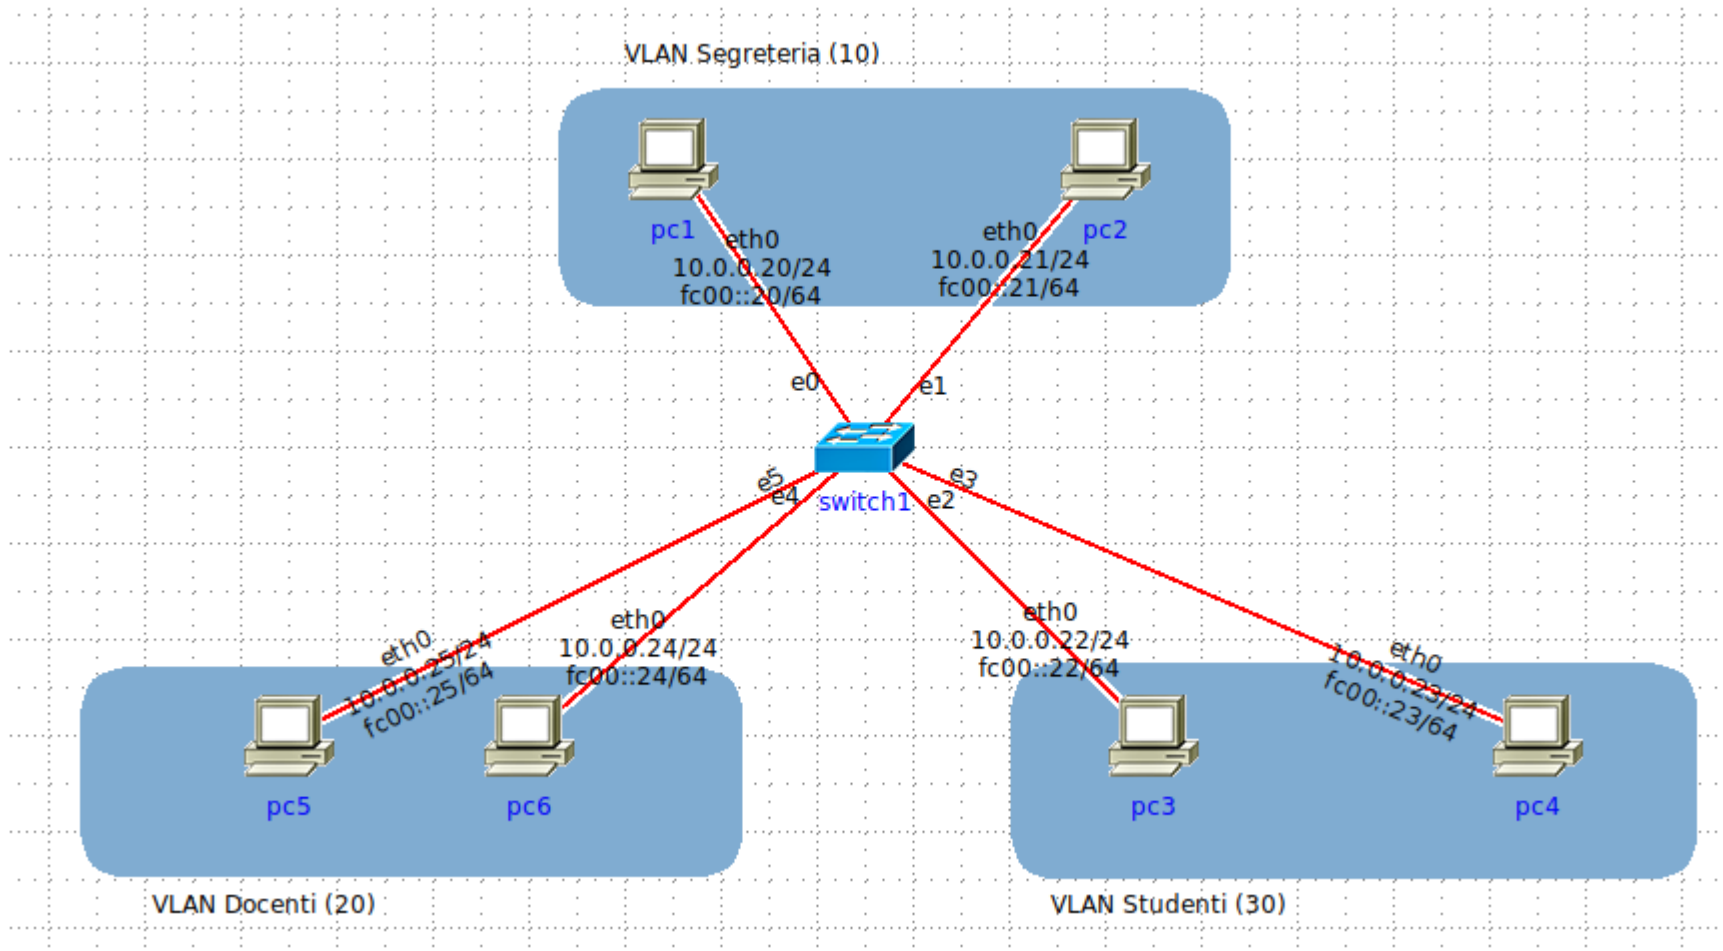 VLAN Segreteria (10)
pc1
eth0
10.0.0.20/24
fc00::20/64
pc2
eth0
10.0.0.21/24
fc00::21/64
e0
e1
e5
e4
switch1
e2
e3
eth0
10.0.0.25/24
fc00::25/64
eth0
10.0.0.24/24
fc00::24/64
eth0
10.0.0.22/24
fc00::22/64
eth0
10.0.0.23/24
fc00::23/64
pc5
pc6
pc3
pc4
VLAN Docenti (20)
VLAN Studenti (30)